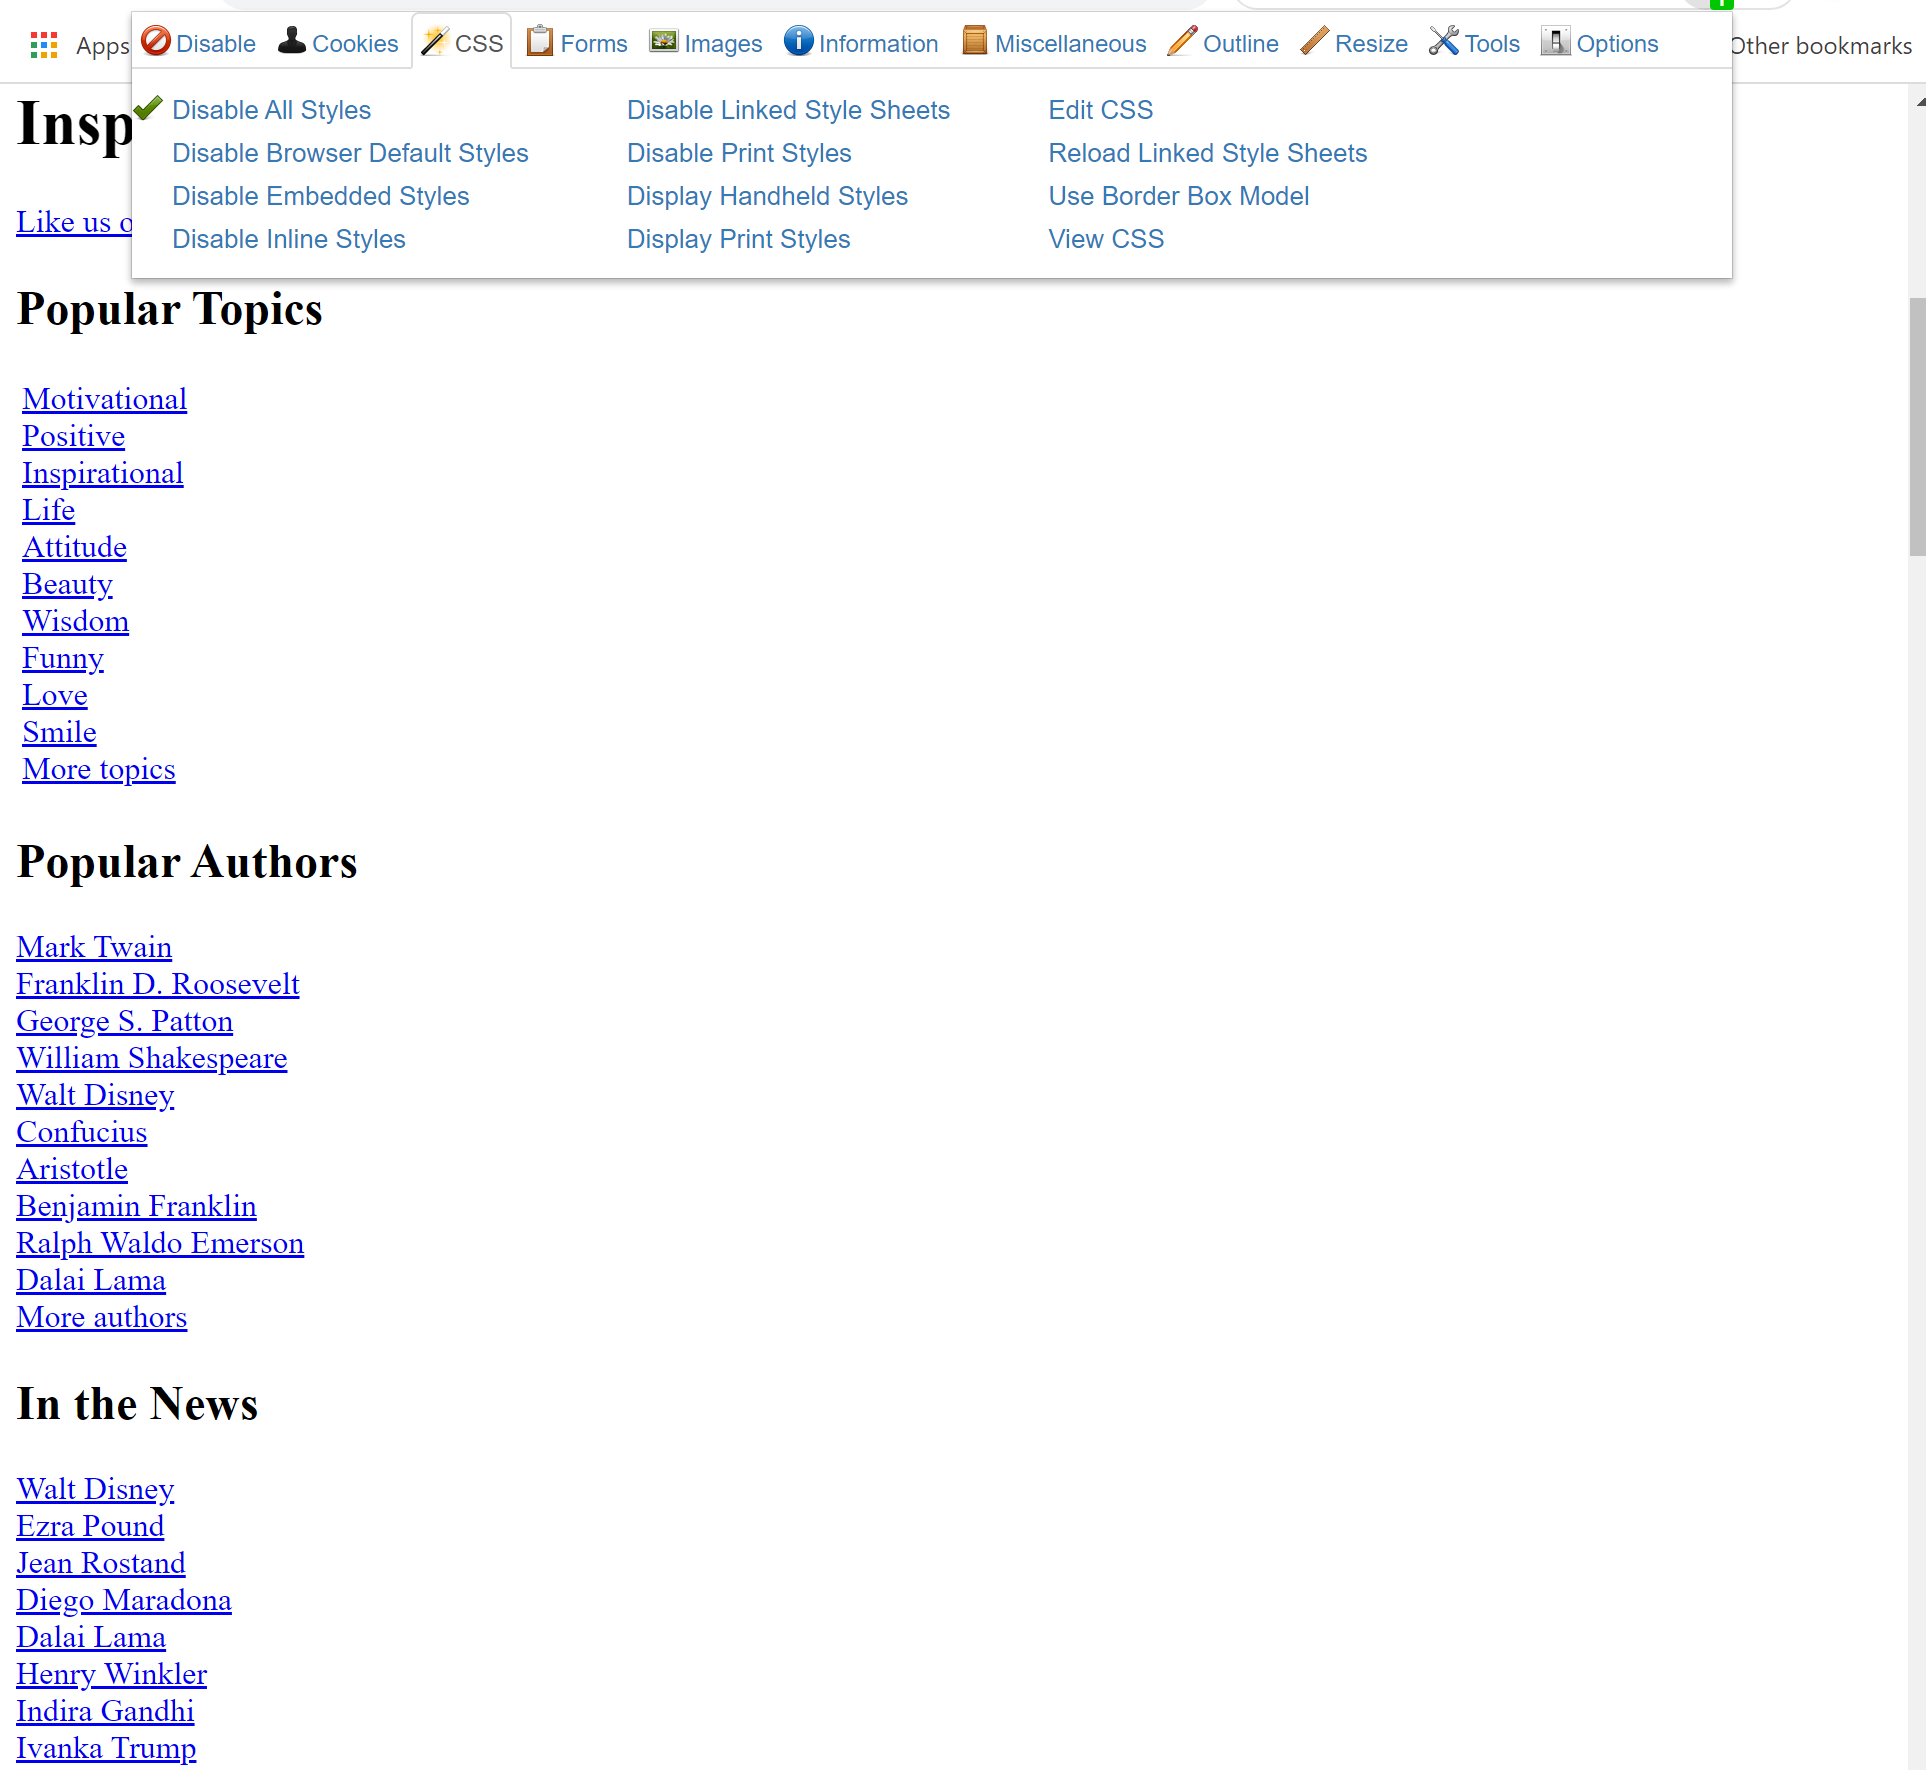 Apps Disable Cookies CSS Forms Images Information Miscellaneous Outline Resize Tools Options Other bookmarks
Disable All Styles Disable Linked Style Sheets Edit CSS
Disable Browser Default Styles Disable Print Styles Reload Linked Style Sheets
Disable Embedded Styles Display Handheld Styles Use Border Box Model
Disable Inline Styles Display Print Styles View CSS
Insp
Like us o
Popular Topics
Motivational
Positive
Inspirational
Life
Attitude
Beauty
Wisdom
Funny
Love
Smile
More topics
Popular Authors
Mark Twain
Franklin D. Roosevelt
George S. Patton
William Shakespeare
Walt Disney
Confucius
Aristotle
Benjamin Franklin
Ralph Waldo Emerson
Dalai Lama
More authors
In the News
Walt Disney
Ezra Pound
Jean Rostand
Diego Maradona
Dalai Lama
Henry Winkler
Indira Gandhi
Ivanka Trump